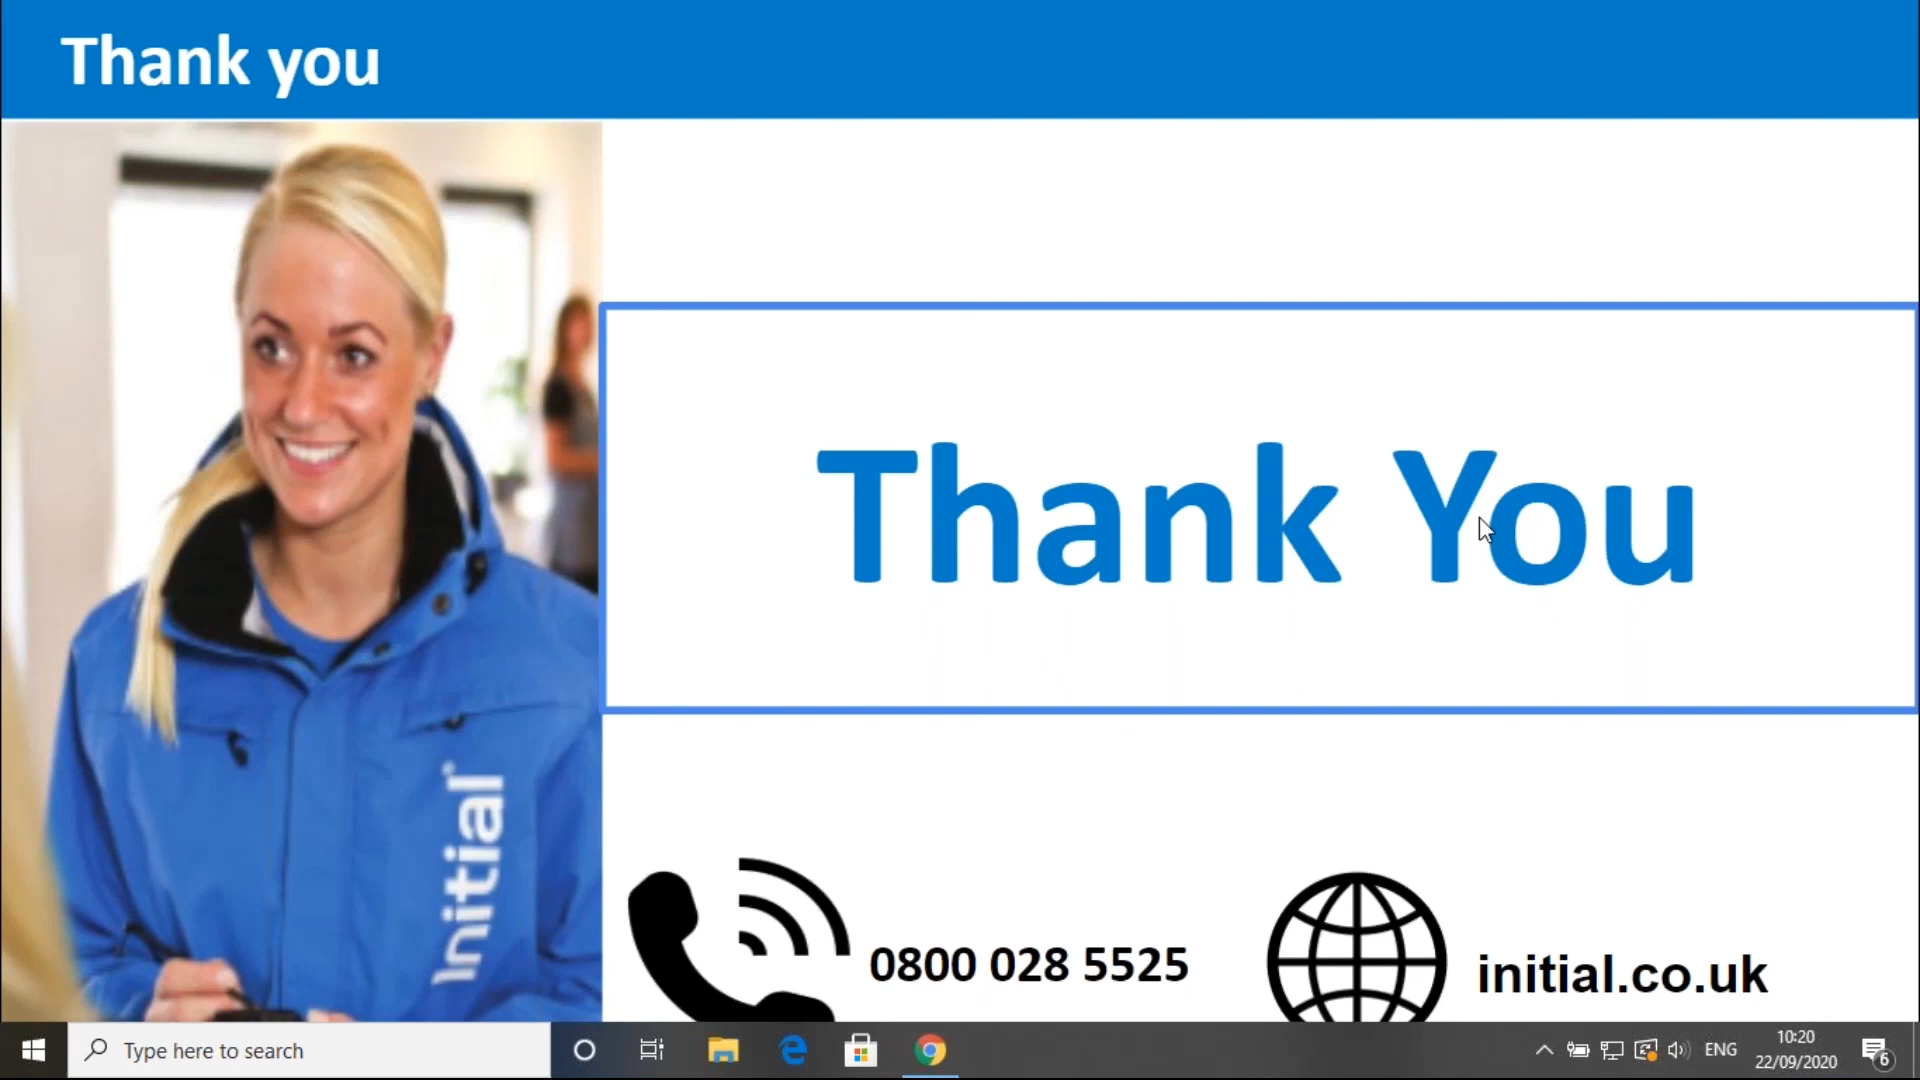 Thank you
Thank You
Initial
0800 028 5525
initial.co.uk
Type here to search
ENG
10:20
22/09/2020
6